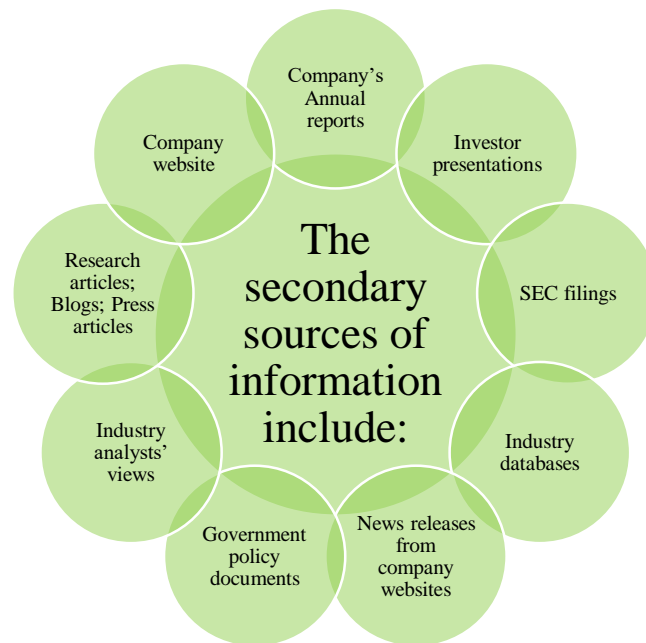 The
secondary
sources of
information
include:
Company’s
Annual
reports
Investor
presentations
SEC filings
Industry
databases
News releases
from
company
websites
Government
policy
documents
Industry
analysts’
views
Research
articles;
Blogs; Press
articles
Company
website